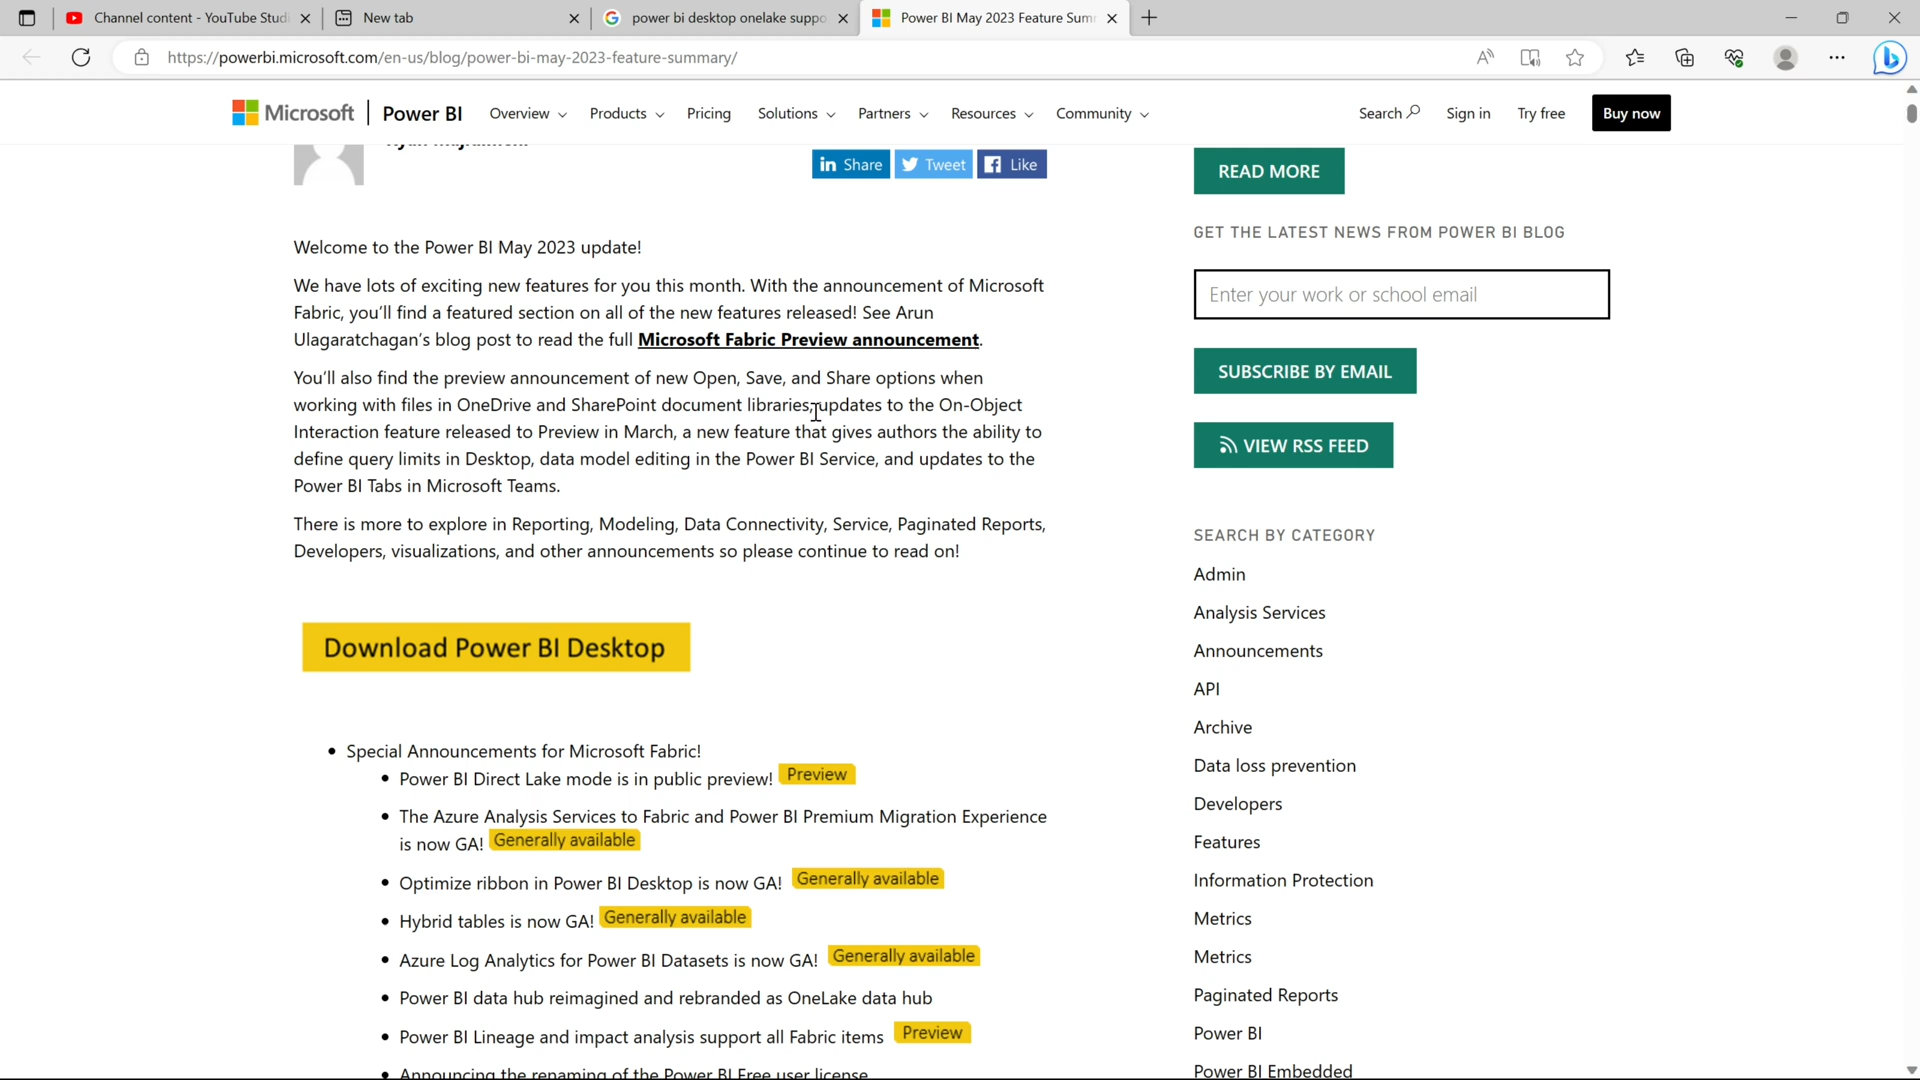 Channel content - YouTube Studi
New tab
power bi desktop onelake suppo
Power BI May 2023 Feature Sum
https://powerbi.microsoft.com/en-us/blog/power-bi-may-2023-feature-summary/
Microsoft | Power BI Overview Products Pricing Solutions Partners Resources Community Search Sign in Try free Buy now
in Share Tweet Like
Welcome to the Power BI May 2023 update!
We have lots of exciting new features for you this month. With the announcement of Microsoft
Fabric, you'll find a featured section on all of the new features released! See Arun
Ulagaratchagan's blog post to read the full Microsoft Fabric Preview announcement.
You'll also find the preview announcement of new Open, Save, and Share options when
working with files in OneDrive and SharePoint document libraries, updates to the On-Object
Interaction feature released to Preview in March, a new feature that gives authors the ability to
define query limits in Desktop, data model editing in the Power BI Service, and updates to the
Power BI Tabs in Microsoft Teams.
There is more to explore in Reporting, Modeling, Data Connectivity, Service, Paginated Reports,
Developers, visualizations, and other announcements so please continue to read on!
Download Power BI Desktop
• Special Announcements for Microsoft Fabric!
• Power BI Direct Lake mode is in public preview! Preview
• The Azure Analysis Services to Fabric and Power BI Premium Migration Experience
is now GA! Generally available
• Optimize ribbon in Power BI Desktop is now GA! Generally available
• Hybrid tables is now GA! Generally available
• Azure Log Analytics for Power BI Datasets is now GA! Generally available
• Power BI data hub reimagined and rebranded as OneLake data hub
• Power BI Lineage and impact analysis support all Fabric items Preview
• Announcing the renaming of the Power BI Free user license
READ MORE
GET THE LATEST NEWS FROM POWER BI BLOG
Enter your work or school email
SUBSCRIBE BY EMAIL
VIEW RSS FEED
SEARCH BY CATEGORY
Admin
Analysis Services
Announcements
API
Archive
Data loss prevention
Developers
Features
Information Protection
Metrics
Metrics
Paginated Reports
Power BI
Power BI Embedded